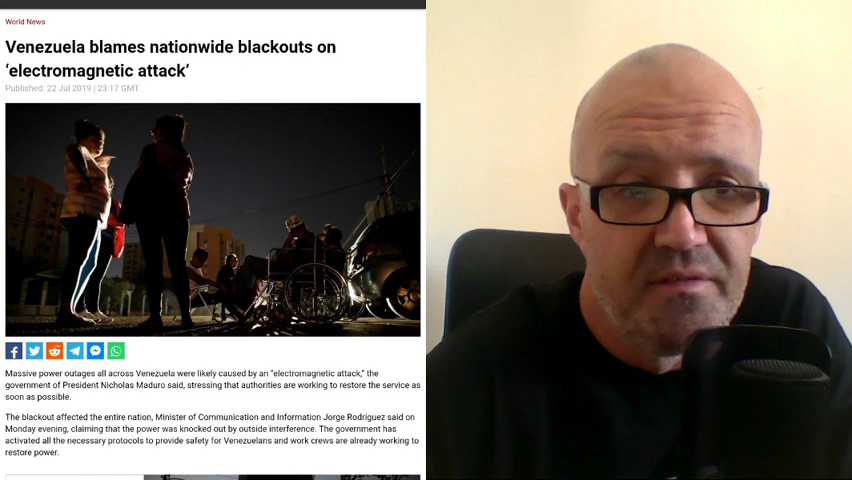 World News
Venezuela blames nationwide blackouts on
‘electromagnetic attack’
Published: 22 Jul 2019 | 23:17 GMT
Massive power outages all across Venezuela were likely caused by an “electromagnetic attack,” the
government of President Nicholas Maduro said, stressing that authorities are working to restore the service as
soon as possible.
The blackout affected the entire nation, Minister of Communication and Information Jorge Rodríguez said on
Monday evening, claiming that the power was knocked out by outside interference. The government has
activated all the necessary protocols to provide safety for Venezuelans and work crews are already working to
restore power.